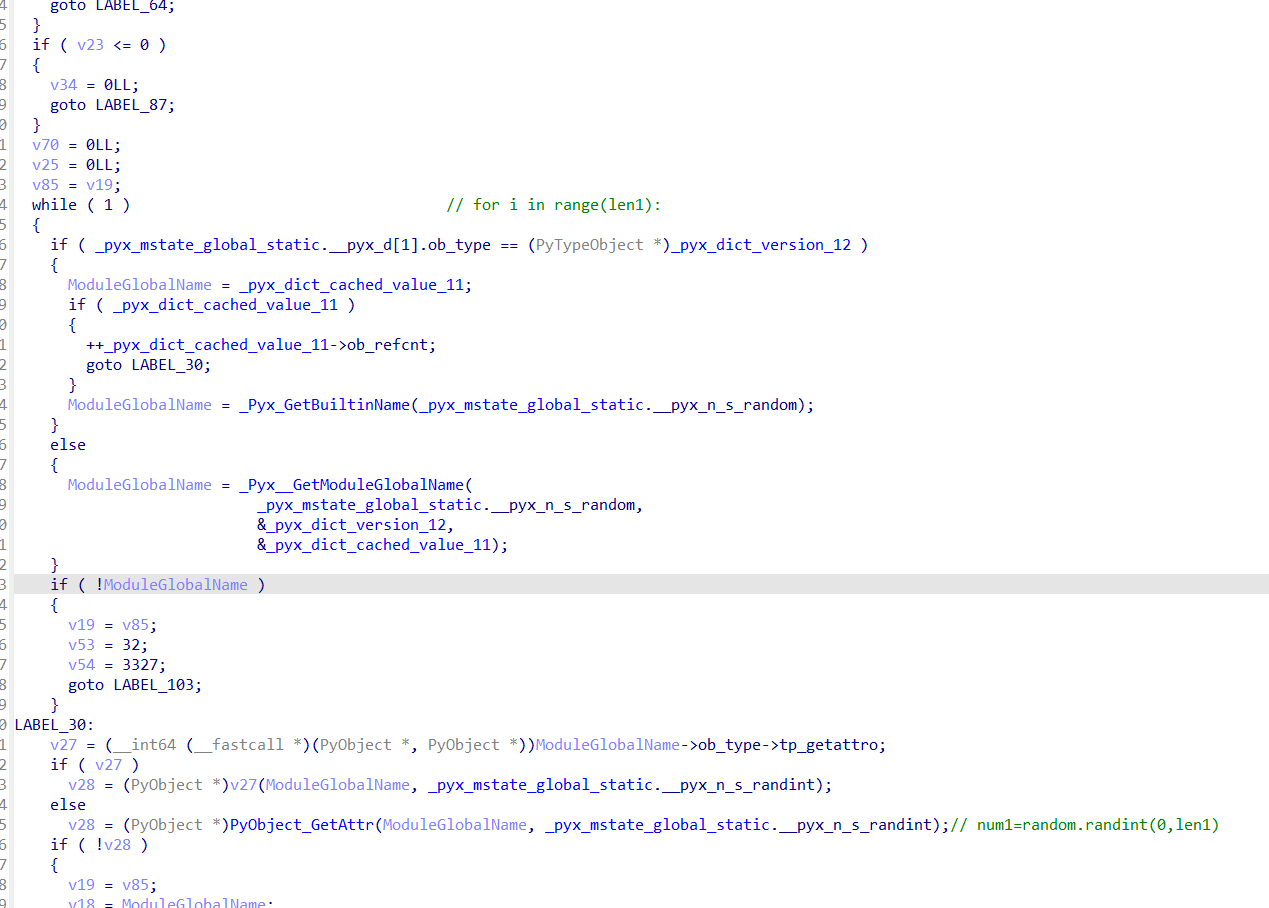 4 goto LABEL_64;
5 }
6 if ( v23 <= 0 )
7 {
8 v34 = 0LL;
9 goto LABEL_87;
0 }
1 v70 = 0LL;
2 v25 = 0LL;
3 v85 = v19;
4 while ( 1 ) // for i in range(len1):
5 {
6 if ( _pyx_mstate_global_static.__pyx_d[1].ob_type == (PyTypeObject *)_pyx_dict_version_12 )
7 {
8 ModuleGlobalName = _pyx_dict_cached_value_11;
9 if ( _pyx_dict_cached_value_11 )
0 {
1 ++_pyx_dict_cached_value_11->ob_refcnt;
2 goto LABEL_30;
3 }
4 ModuleGlobalName = _Pyx_GetBuiltinName(_pyx_mstate_global_static.__pyx_n_s_random);
5 }
6 else
7 {
8 ModuleGlobalName = _Pyx__GetModuleGlobalName(
9 _pyx_mstate_global_static.__pyx_n_s_random,
0 &_pyx_dict_version_12,
1 &_pyx_dict_cached_value_11);
2 }
3 if ( !ModuleGlobalName )
4 {
5 v19 = v85;
6 v53 = 32;
7 v54 = 3327;
8 goto LABEL_103;
9 }
0 LABEL_30:
1 v27 = (__int64 (__fastcall *)(PyObject *, PyObject *))ModuleGlobalName->ob_type->tp_getattro;
2 if ( v27 )
3 v28 = (PyObject *)v27(ModuleGlobalName, _pyx_mstate_global_static.__pyx_n_s_randint);
4 else
5 v28 = (PyObject *)PyObject_GetAttr(ModuleGlobalName, _pyx_mstate_global_static.__pyx_n_s_randint);// num1=random.randint(0,len1)
6 if ( !v28 )
7 {
8 v19 = v85;
9 v18 = ModuleGlobalName;